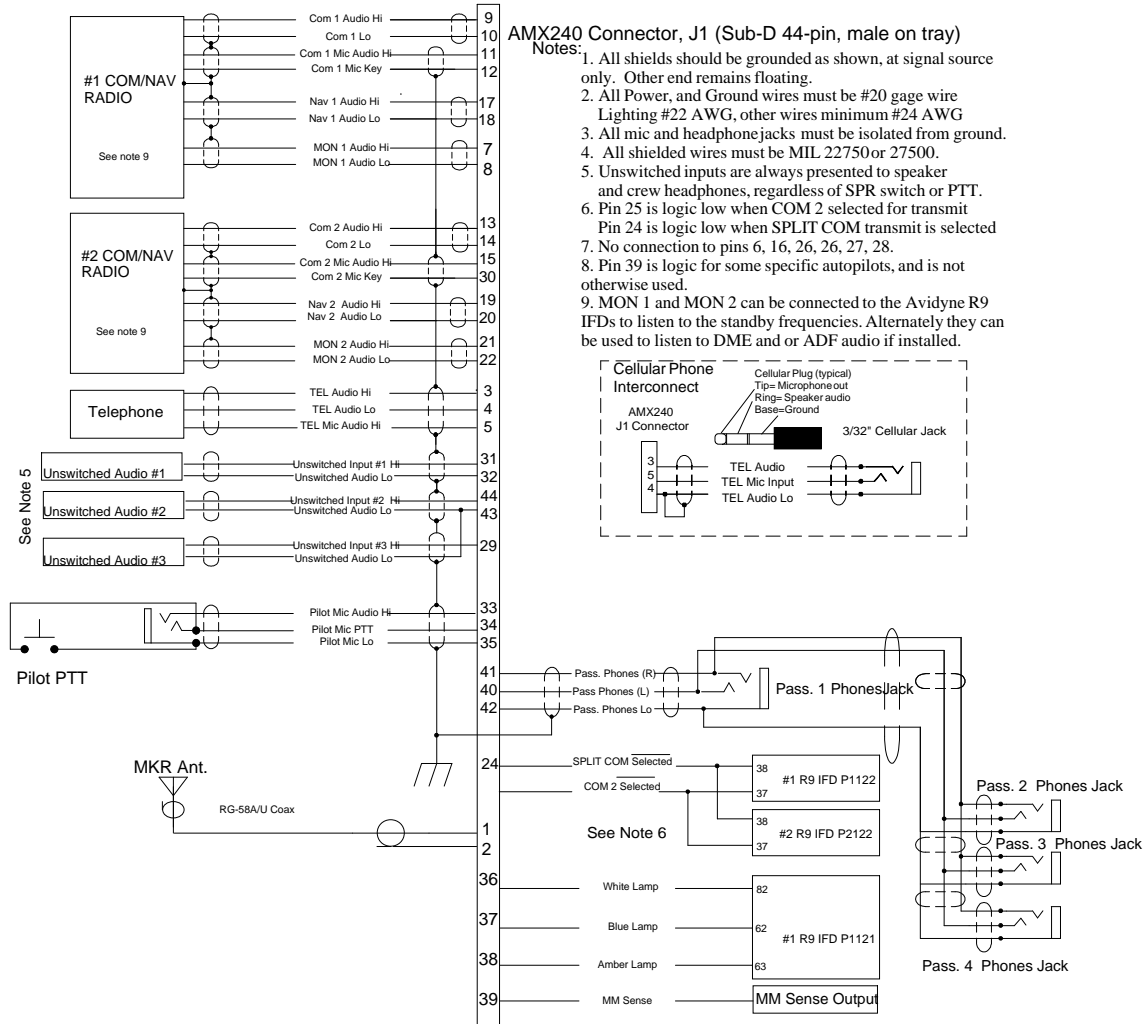 AMX240 Connector, J1 (Sub-D 44-pin, male on tray)
Notes:
1. All shields should be grounded as shown, at signal source
only. Other end remains floating.
2. All Power, and Ground wires must be #20 gage wire
Lighting #22 AWG, other wires minimum #24 AWG
3. All mic and headphonejacks must be isolated from ground.
4. All shielded wires must be MIL 22750 or 27500.
5. Unswitched inputs are always presented to speaker
and crew headphones, regardless of SPR switch or PTT.
6. Pin 25 is logic low when COM 2 selected for transmit
Pin 24 is logic low when SPLIT COM transmit is selected
7. No connection to pins 6, 16, 26, 26, 27, 28.
8. Pin 39 is logic for some specific autopilots, and is not
otherwise used.
9. MON 1 and MON 2 can be connected to the Avidyne R9
IFDs to listen to the standby frequencies. Alternately they can
be used to listen to DME and or ADF audio if installed.
#1 COM/NAV
RADIO
See note 9
Com 1 Audio Hi 9
Com 1 Lo 10
Com 1 Mic Audio Hi 11
Com 1 Mic Key 12
Nav 1 Audio Hi 17
Nav 1 Audio Lo 18
MON 1 Audio Hi 7
MON 1 Audio Lo 8
#2 COM/NAV
RADIO
See note 9
Com 2 Audio Hi 13
Com 2 Lo 14
Com 2 Mic Audio Hi 15
Com 2 Mic Key 30
Nav 2 Audio Hi 19
Nav 2 Audio Lo 20
MON 2 Audio Hi 21
MON 2 Audio Lo 22
Telephone
TEL Audio Hi 3
TEL Audio Lo 4
TEL Mic Audio Hi 5
See Note 5
Unswitched Audio #1
Unswitched Input #1 Hi 31
Unswitched Audio Lo 32
Unswitched Audio #2
Unswitched Input #2 Hi 44
Unswitched Audio Lo 43
Unswitched Audio #3
Unswitched Input #3 Hi 29
Unswitched Audio Lo
Pilot PTT
Pilot Mic Audio Hi 33
Pilot Mic PTT 34
Pilot Mic Lo 35
Cellular Phone
Interconnect
Cellular Plug (typical)
Tip= Microphone out
Ring= Speaker audio
Base=Ground
AMX240
J1 Connector
3/32" Cellular Jack
3 TEL Audio
5 TEL Mic Input
4 TEL Audio Lo
41 Pass. Phones (R)
40 Pass Phones (L)
42 Pass. Phones Lo
Pass. 1 PhonesJack
24 SPLIT COM Selected 38
COM 2 Selected 37
#1 R9 IFD P1122
38
37
#2 R9 IFD P2122
See Note 6
MKR Ant.
RG-58A/U Coax
1
2
Pass. 2 Phones Jack
Pass. 3 Phones Jack
Pass. 4 Phones Jack
36 White Lamp 82
37 Blue Lamp 62
#1 R9 IFD P1121
38 Amber Lamp 63
39 MM Sense MM Sense Output